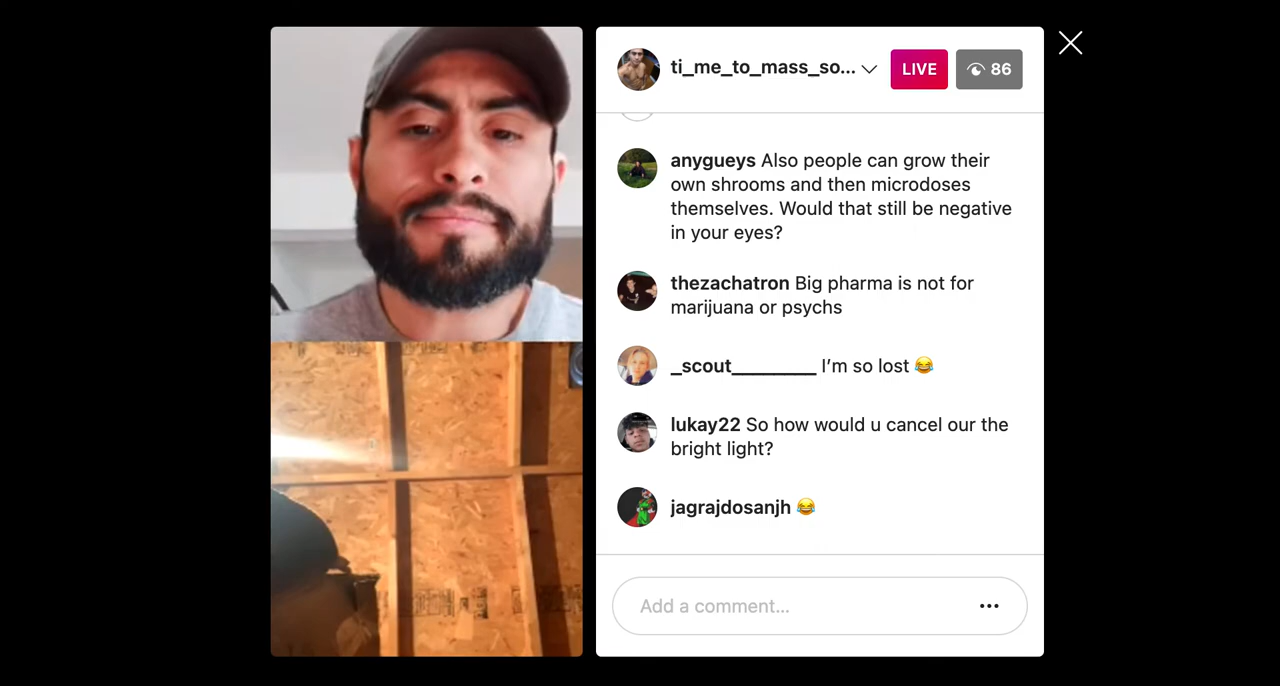 ti_me_to_mass_so...
LIVE
86
anygueys Also people can grow their
own shrooms and then microdoses
themselves. Would that still be negative
in your eyes?
thezachatron Big pharma is not for
marijuana or psychs
_scout_________ I'm so lost 😂
lukay22 So how would u cancel our the
bright light?
jagrajdosanjh 😂
Add a comment...